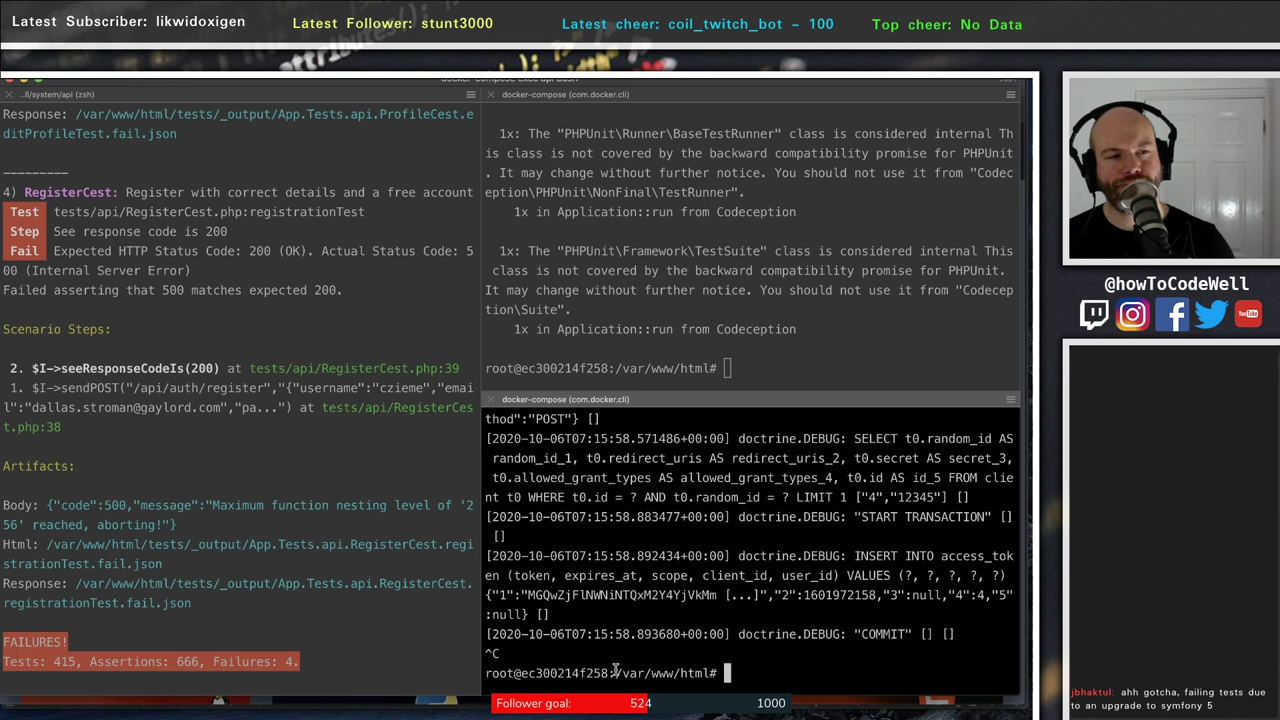 Latest Subscriber: likwidoxigen
Latest Follower: stunt3000
Latest cheer: coil_twitch_bot - 100
Top cheer: No Data
..ll/system/api (zsh)
Response: /var/www/html/tests/_output/App.Tests.api.ProfileCest.e
ditProfileTest.fail.json
---------
4) RegisterCest: Register with correct details and a free account
Test tests/api/RegisterCest.php:registrationTest
Step See response code is 200
Fail Expected HTTP Status Code: 200 (OK). Actual Status Code: 5
00 (Internal Server Error)
Failed asserting that 500 matches expected 200.
Scenario Steps:
2. $I->seeResponseCodeIs(200) at tests/api/RegisterCest.php:39
1. $I->sendPOST("/api/auth/register","{"username":"czieme","emai
l":"dallas.stroman@gaylord.com","pa...") at tests/api/RegisterCes
t.php:38
Artifacts:
Body: {"code":500,"message":"Maximum function nesting level of '2
56' reached, aborting!"}
Html: /var/www/html/tests/_output/App.Tests.api.RegisterCest.regi
strationTest.fail.html
Response: /var/www/html/tests/_output/App.Tests.api.RegisterCest.
registrationTest.fail.json
FAILURES!
Tests: 415, Assertions: 666, Failures: 4.
docker-compose (com.docker.cli)
1x: The "PHPUnit\Runner\BaseTestRunner" class is considered internal Th
is class is not covered by the backward compatibility promise for PHPUnit
. It may change without further notice. You should not use it from "Codec
eption\PHPUnit\NonFinal\TestRunner".
1x in Application::run from Codeception
1x: The "PHPUnit\Framework\TestSuite" class is considered internal This
class is not covered by the backward compatibility promise for PHPUnit.
It may change without further notice. You should not use it from "Codecep
tion\Suite".
1x in Application::run from Codeception
root@ec300214f258:/var/www/html#
docker-compose (com.docker.cli)
thod":"POST"} []
[2020-10-06T07:15:58.571486+00:00] doctrine.DEBUG: SELECT t0.random_id AS
random_id_1, t0.redirect_uris AS redirect_uris_2, t0.secret AS secret_3,
t0.allowed_grant_types AS allowed_grant_types_4, t0.id AS id_5 FROM clie
nt t0 WHERE t0.id = ? AND t0.random_id = ? LIMIT 1 ["4","12345"] []
[2020-10-06T07:15:58.883477+00:00] doctrine.DEBUG: "START TRANSACTION" []
[]
[2020-10-06T07:15:58.892434+00:00] doctrine.DEBUG: INSERT INTO access_tok
en (token, expires_at, scope, client_id, user_id) VALUES (?, ?, ?, ?, ?)
{"1":"MGQwZjFlNWNiNTQxM2Y4YjVkMm [...]","2":1601972158,"3":null,"4":4,"5"
:null} []
[2020-10-06T07:15:58.893680+00:00] doctrine.DEBUG: "COMMIT" [] []
^C
root@ec300214f258:/var/www/html#
@howToCodeWell
You Tube
jbhaktul: ahh gotcha, failing tests due
to an upgrade to symfony 5
Follower goal: 524 1000